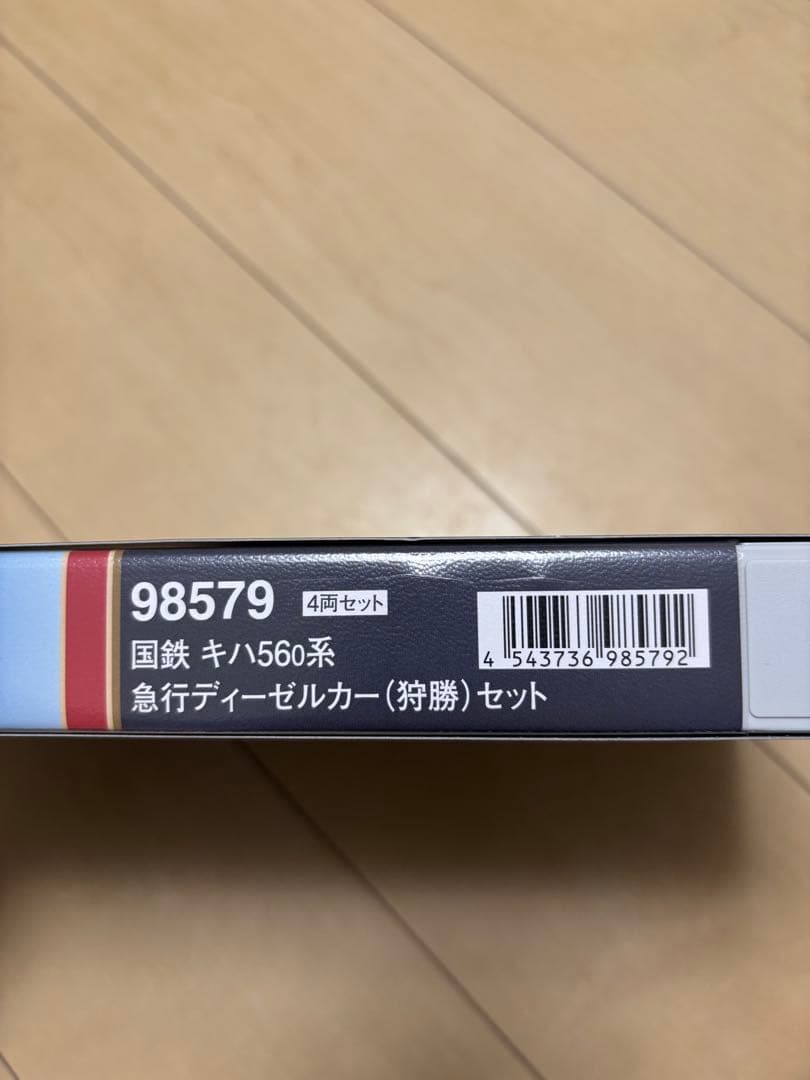 98579 4両セット
国鉄 キハ560系
急行ディーゼルカー(狩勝)セット
4 543736 985792